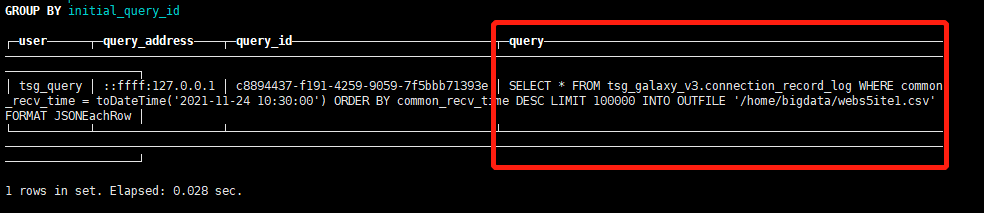 GROUP BY initial_query_id
┌─user──────┬─query_address────┬─query_id─────────────────────────────┬─query─────────────
│ tsg_query │ ::ffff:127.0.0.1 │ c8894437-f191-4259-9059-7f5bbb71393e │ SELECT * FROM tsg_galaxy_v3.connection_record_log WHERE common
_recv_time = toDateTime('2021-11-24 10:30:00') ORDER BY common_recv_time DESC LIMIT 100000 INTO OUTFILE '/home/bigdata/webs5ite1.csv'
FORMAT JSONEachRow │
1 rows in set. Elapsed: 0.028 sec.